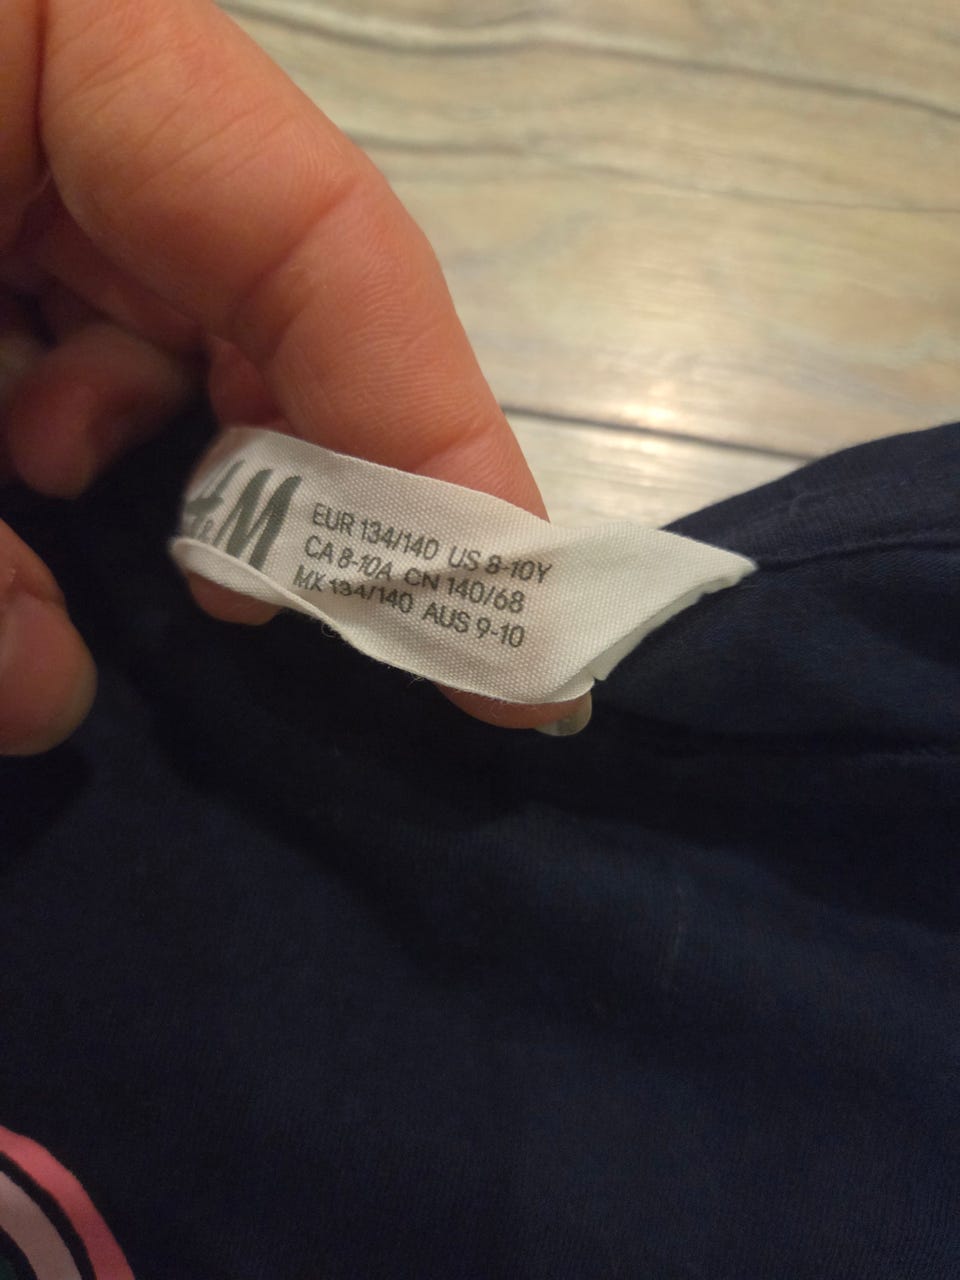 H&M
EUR 134/140 US 8-10Y
CA 8-10A CN 140/68
MX 134/140 AUS 9-10